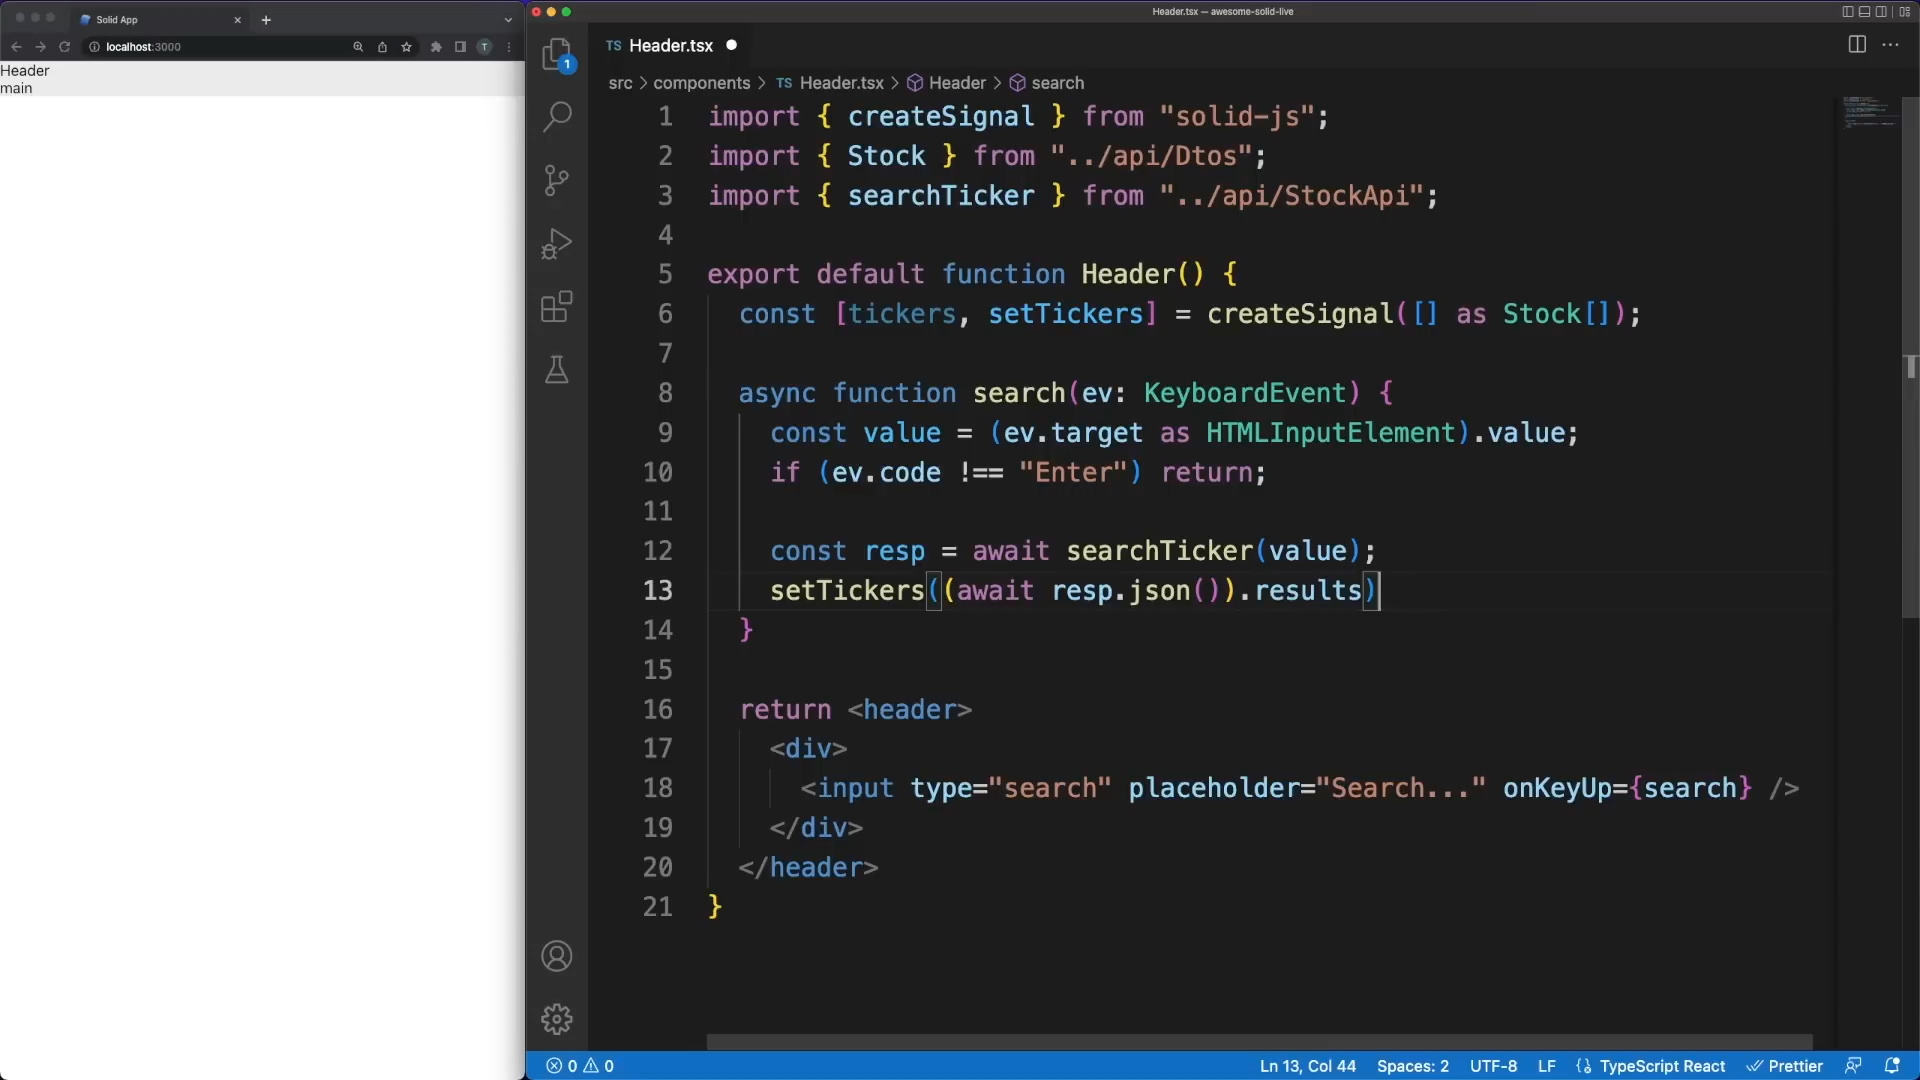 Solid App
localhost:3000
T
Header
main
Header.tsx — awesome-solid-live
TS Header.tsx
1
src > components > TS Header.tsx > Header > search
1 import { createSignal } from "solid-js";
2 import { Stock } from "../api/Dtos";
3 import { searchTicker } from "../api/StockApi";
4
5 export default function Header() {
6 const [tickers, setTickers] = createSignal([] as Stock[]);
7
8 async function search(ev: KeyboardEvent) {
9 const value = (ev.target as HTMLInputElement).value;
10 if (ev.code !== "Enter") return;
11
12 const resp = await searchTicker(value);
13 setTickers((await resp.json()).results)
14 }
15
16 return <header>
17 <div>
18 <input type="search" placeholder="Search..." onKeyUp={search} />
19 </div>
20 </header>
21 }
0 0 Ln 13, Col 44 Spaces: 2 UTF-8 LF {} TypeScript React Prettier